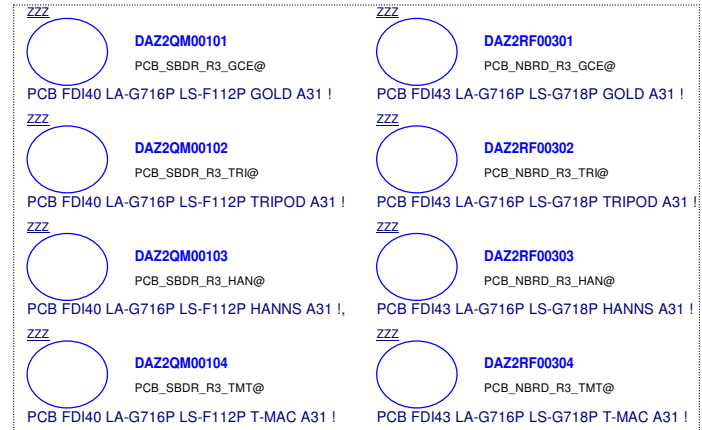 ZZZ
DAZ2QM00101
PCB_SBDR_R3_GCE@
PCB FDI40 LA-G716P LS-F112P GOLD A31 !
ZZZ
DAZ2RF00301
PCB_NBRD_R3_GCE@
PCB FDI43 LA-G716P LS-G718P GOLD A31 !
ZZZ
DAZ2QM00102
PCB_SBDR_R3_TRI@
PCB FDI40 LA-G716P LS-F112P TRIPOD A31 !
ZZZ
DAZ2RF00302
PCB_NBRD_R3_TRI@
PCB FDI43 LA-G716P LS-G718P TRIPOD A31 !
ZZZ
DAZ2QM00103
PCB_SBDR_R3_HAN@
PCB FDI40 LA-G716P LS-F112P HANNS A31 !,
ZZZ
DAZ2RF00303
PCB_NBRD_R3_HAN@
PCB FDI43 LA-G716P LS-G718P HANNS A31 !
ZZZ
DAZ2QM00104
PCB_SBDR_R3_TMT@
PCB FDI40 LA-G716P LS-F112P T-MAC A31 !
ZZZ
DAZ2RF00304
PCB_NBRD_R3_TMT@
PCB FDI43 LA-G716P LS-G718P T-MAC A31 !